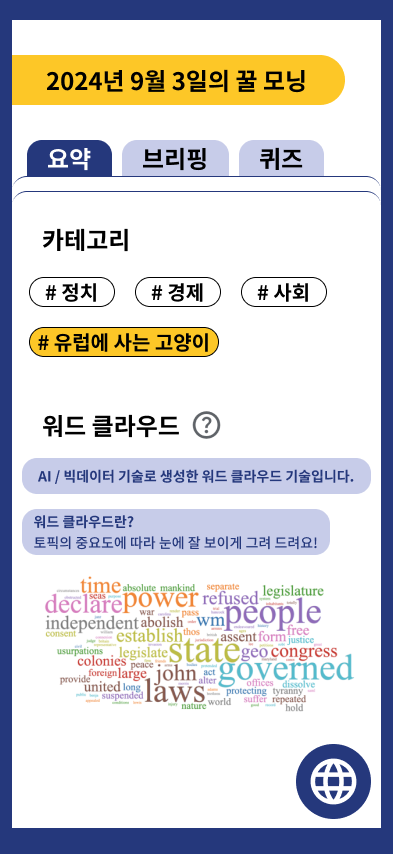 2024년 9월 3일의 꿀 모닝
요약 브리핑 퀴즈
카테고리
# 정치 # 경제 # 사회
# 유럽에 사는 고양이
워드 클라우드 ?
AI / 빅데이터 기술로 생성한 워드 클라우드 기술입니다.
워드 클라우드란?
토픽의 중요도에 따라 눈에 잘 보이게 그려 드려요!
time absolute mankind separate
declare seas power refused legislature
war pass people
independent abolish wm
consent establish thos assent form free
justice
usurpations legislate state geo congress
colonies peace governed
foreign large john act
provide alter offices dissolve
united long laws protecting tyranny
suspended suffer repeated
nature world hold